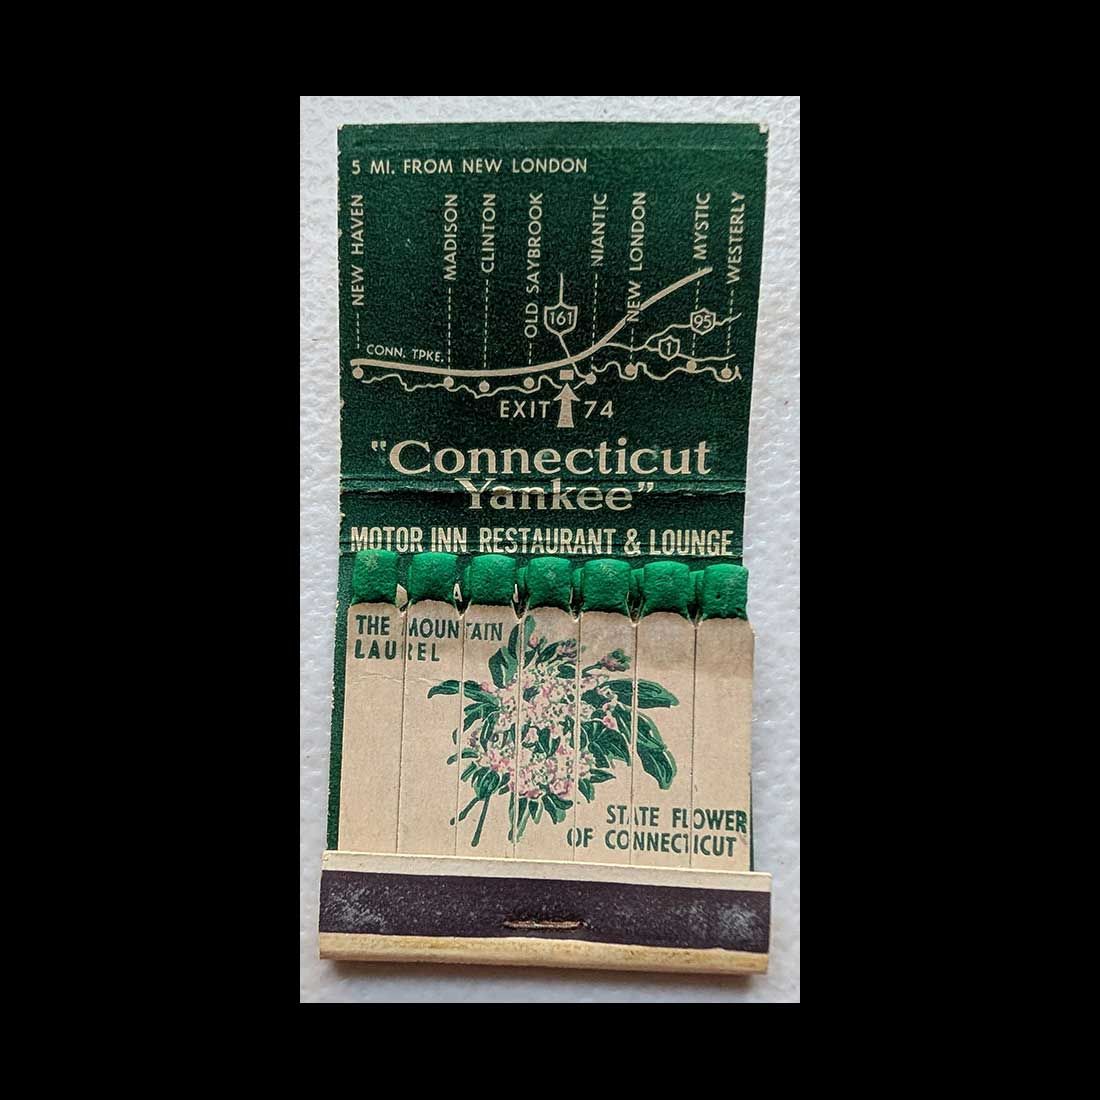 5 MI. FROM NEW LONDON
NEW HAVEN
MADISON
CLINTON
OLD SAYBROOK
NIANTIC
NEW LONDON
MYSTIC
WESTERLY
161
95
1
CONN. TPKE.
EXIT 74
"Connecticut
Yankee"
MOTOR INN RESTAURANT & LOUNGE
THE MOUNTAIN
LAUREL
STATE FLOWER
OF CONNECTICUT